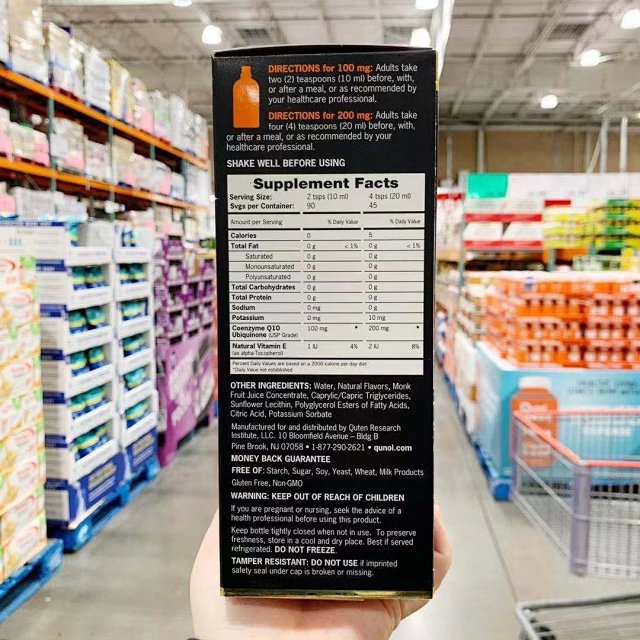 DIRECTIONS for 100 mg: Adults take
two (2) teaspoons (10 ml) before, with,
or after a meal, or as recommended by
your healthcare professional.
DIRECTIONS for 200 mg: Adults take
four (4) teaspoons (20 ml) before, with,
or after a meal, or as recommended by your
healthcare professional.
SHAKE WELL BEFORE USING
Supplement Facts
Serving Size: 2 tsps (10 ml) 4 tsps (20 ml)
Svgs per Container: 90 45
Amount per Serving % Daily Value % Daily Value
Calories 0 5
Total Fat 0 g < 1% 0 g < 1%
Saturated 0 g 0 g
Monounsaturated 0 g 0 g
Polyunsaturated 0 g 0 g
Total Carbohydrates 0 g 0 g
Total Protein 0 g 0 g
Sodium 0 mg 0 g
Potassium 0 mg 10 mg
Coenzyme Q10 100 mg * 200 mg *
Ubiquinone (USP Grade)
Natural Vitamin E 1 IU 4% 2 IU 8%
(as alpha-Tocopherol)
Percent Daily Values are based on a 2000 calorie per day diet
*Daily Value not established
OTHER INGREDIENTS: Water, Natural Flavors, Monk
Fruit Juice Concentrate, Caprylic/Capric Triglycerides,
Sunflower Lecithin, Polyglycerol Esters of Fatty Acids,
Citric Acid, Potassium Sorbate
Manufactured for and distributed by Quten Research
Institute, LLC. 10 Bloomfield Avenue – Bldg B
Pine Brook, NJ 07058 • 1-877-290-2621 • qunol.com
MONEY BACK GUARANTEE
FREE OF: Starch, Sugar, Soy, Yeast, Wheat, Milk Products
Gluten Free, Non-GMO
WARNING: KEEP OUT OF REACH OF CHILDREN
If you are pregnant or nursing, seek the advice of a
health professional before using this product.
Keep bottle tightly closed when not in use. To preserve
freshness, store in a cool and dry place. Best if served
refrigerated. DO NOT FREEZE.
TAMPER RESISTANT: DO NOT USE if imprinted
safety seal under cap is broken or missing.